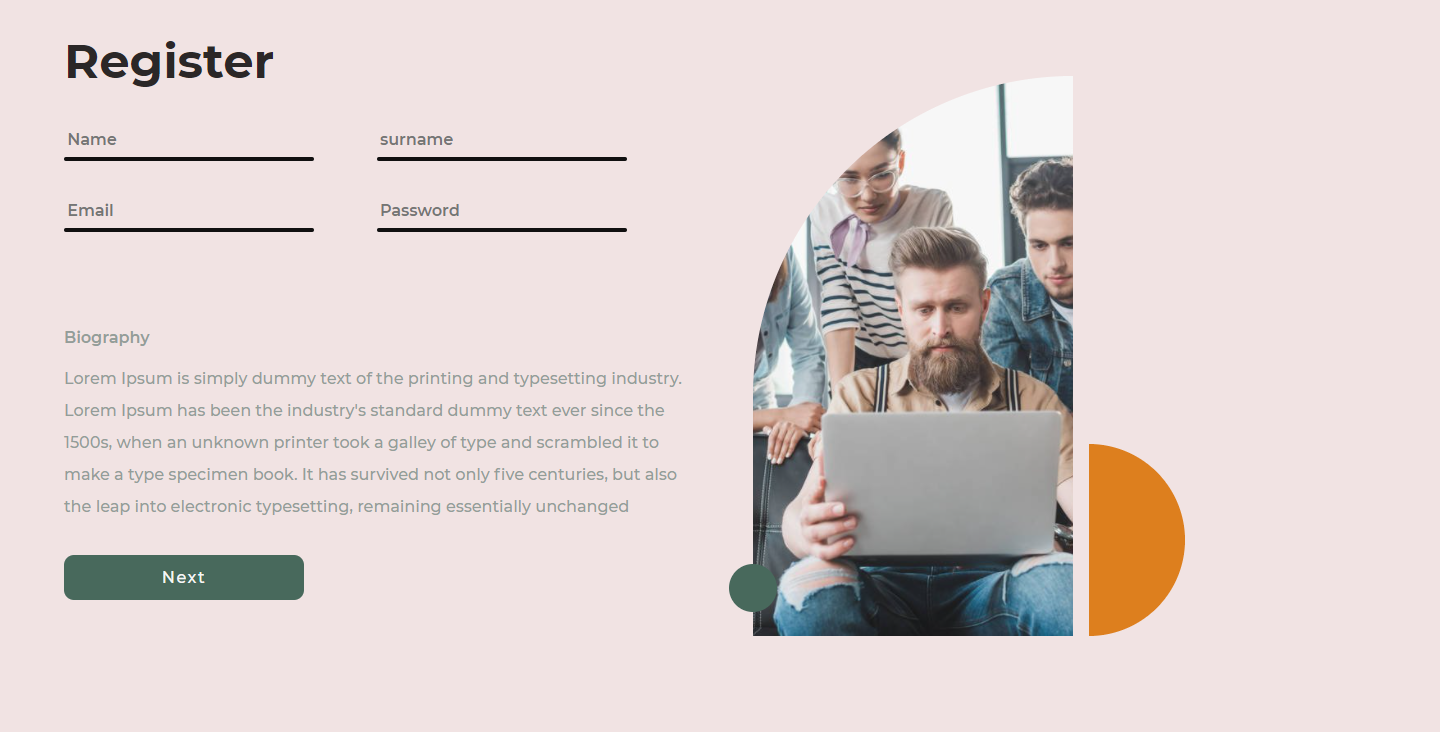 Register
Name
surname
Email
Password
Biography
Lorem Ipsum is simply dummy text of the printing and typesetting industry.
Lorem Ipsum has been the industry's standard dummy text ever since the
1500s, when an unknown printer took a galley of type and scrambled it to
make a type specimen book. It has survived not only five centuries, but also
the leap into electronic typesetting, remaining essentially unchanged
Next